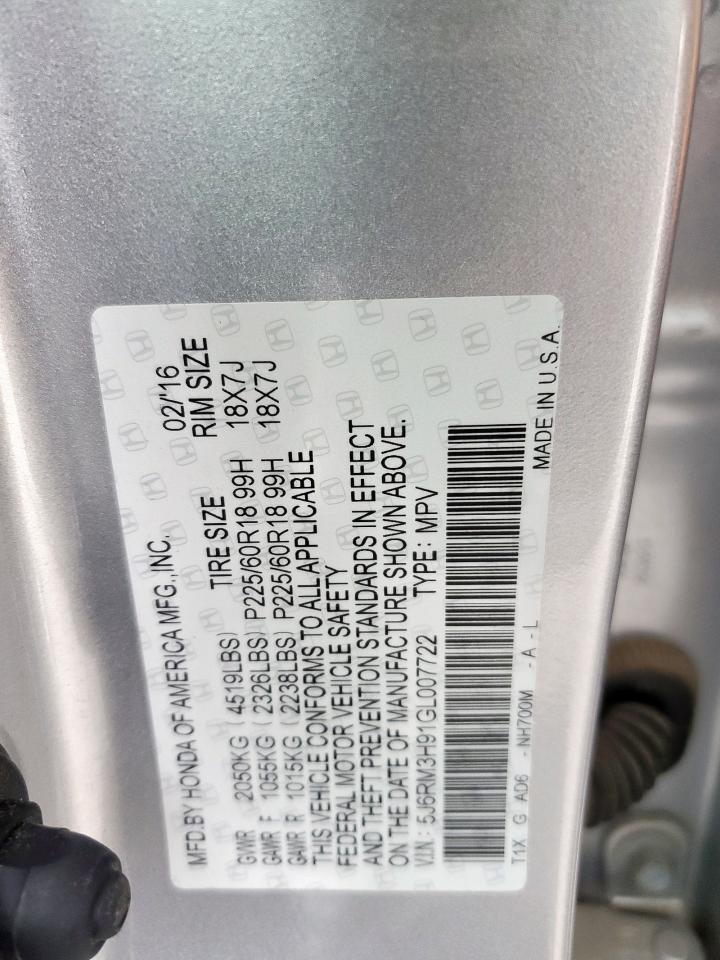 MFD.BY HONDA OF AMERICA MFG.,INC. 02/'16
TIRE SIZE RIM SIZE
GVWR 2050KG (4519LBS)
GAWR F 1055KG (2326LBS) P225/60R18 99H 18X7J
GAWR R 1015KG (2238LBS) P225/60R18 99H 18X7J
THIS VEHICLE CONFORMS TO ALL APPLICABLE
FEDERAL MOTOR VEHICLE SAFETY
AND THEFT PREVENTION STANDARDS IN EFFECT
ON THE DATE OF MANUFACTURE SHOWN ABOVE.
V.I.N.: 5J6RM3H91GL007722 TYPE: MPV
T1X G AD6 -NH700M -A-L
MADE IN U.S.A.